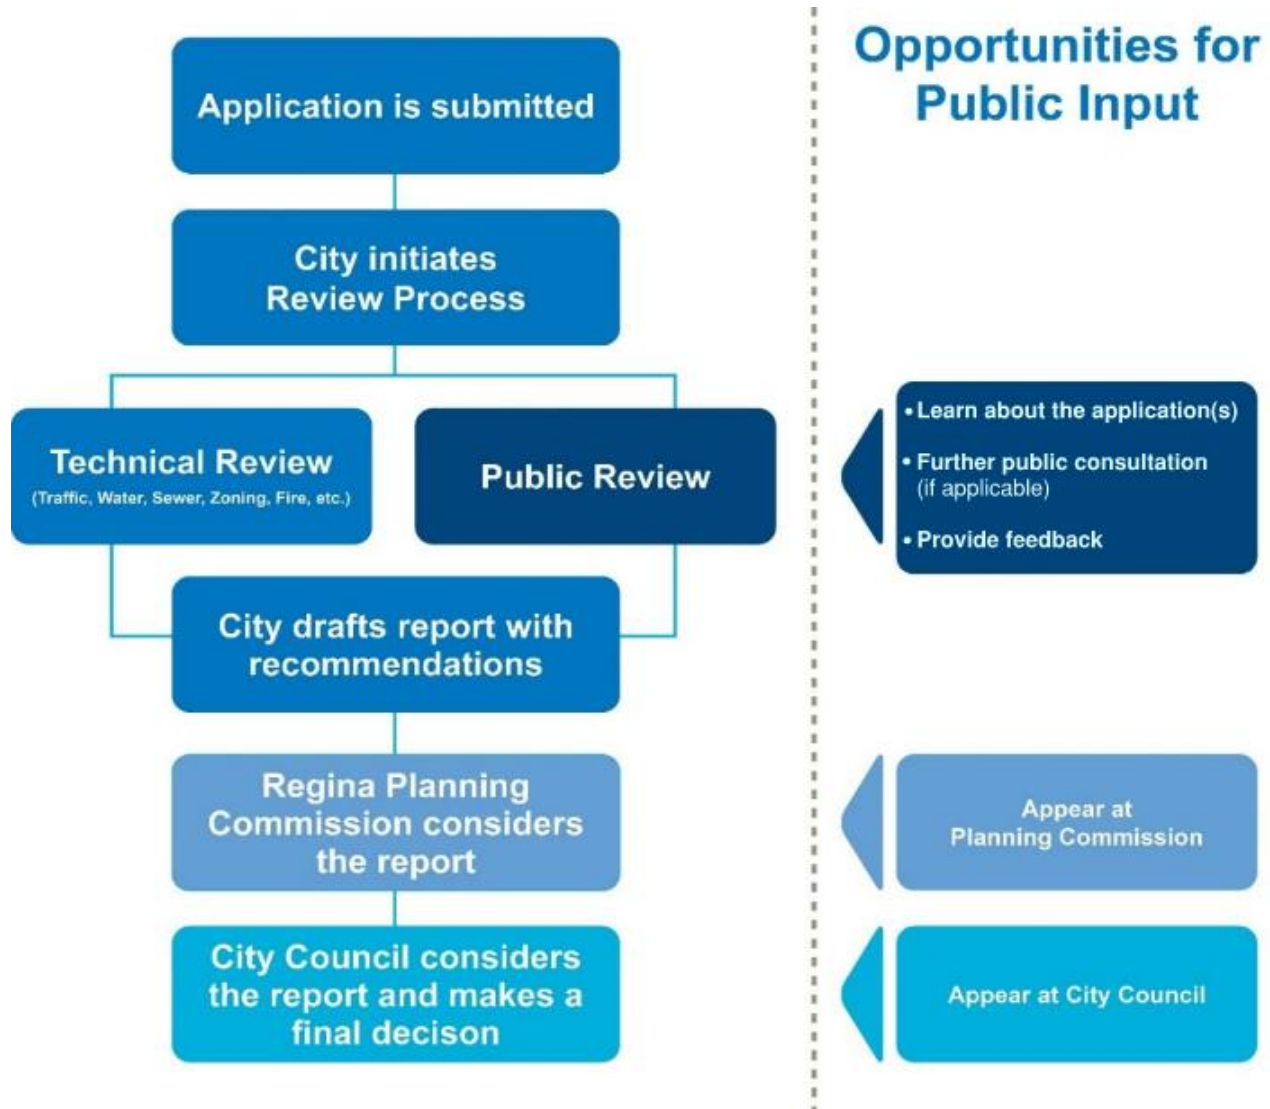 Opportunities for
Public Input
Application is submitted
City initiates
Review Process
Technical Review
(Traffic, Water, Sewer, Zoning, Fire, etc.)
Public Review
• Learn about the application(s)
• Further public consultation
(if applicable)
• Provide feedback
City drafts report with
recommendations
Regina Planning
Commission considers
the report
Appear at
Planning Commission
City Council considers
the report and makes a
final decison
Appear at City Council